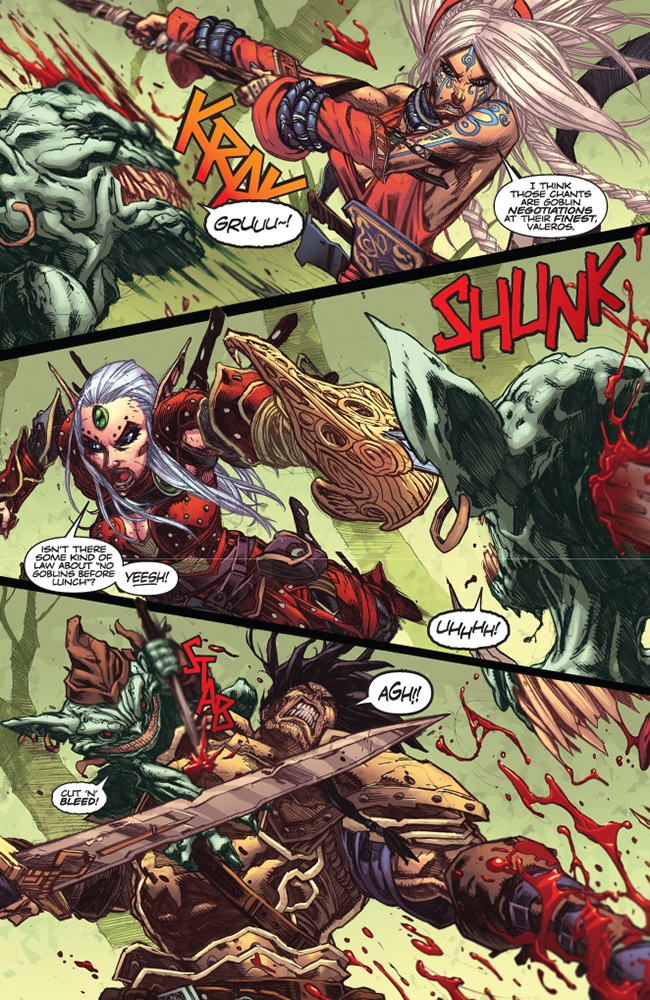 KRAK
GRUUU~!
I THINK
THOSE CHANTS
ARE GOBLIN
NEGOTIATIONS
AT THEIR FINEST,
VALEROS.
SHUNK
ISN'T THERE
SOME KIND OF
LAW ABOUT "NO
GOBLINS BEFORE
LUNCH"?
YEESH!
UHHHH!
STAB
AGH!!
CUT 'N'
BLEED!